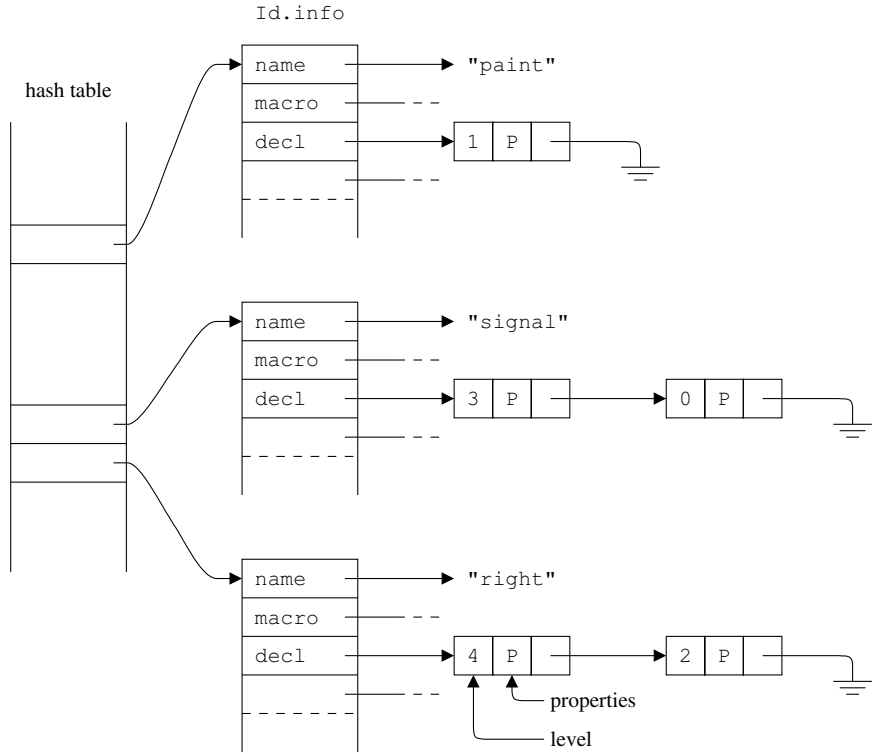 Id.info
hash table
name "paint"
macro
decl 1 P
name "signal"
macro
decl 3 P 0 P
name "right"
macro
decl 4 P 2 P
properties
level